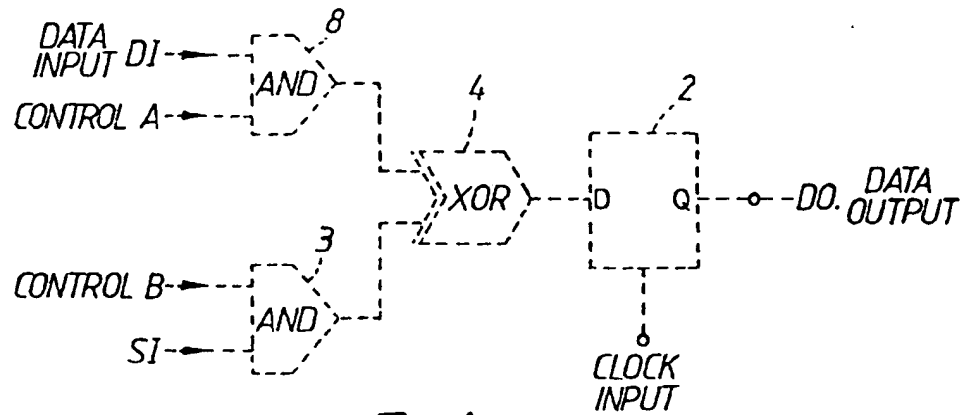 DATA
INPUT DI
CONTROL A
AND
8
4
XOR
2
D
Q
DO. DATA
OUTPUT
CONTROL B
SI
AND
3
CLOCK
INPUT